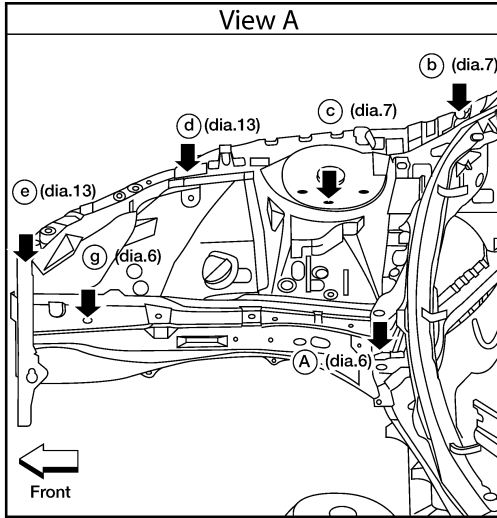 View A
b (dia.7)
c (dia.7)
d (dia.13)
e (dia.13)
g (dia.6)
A (dia.6)
Front